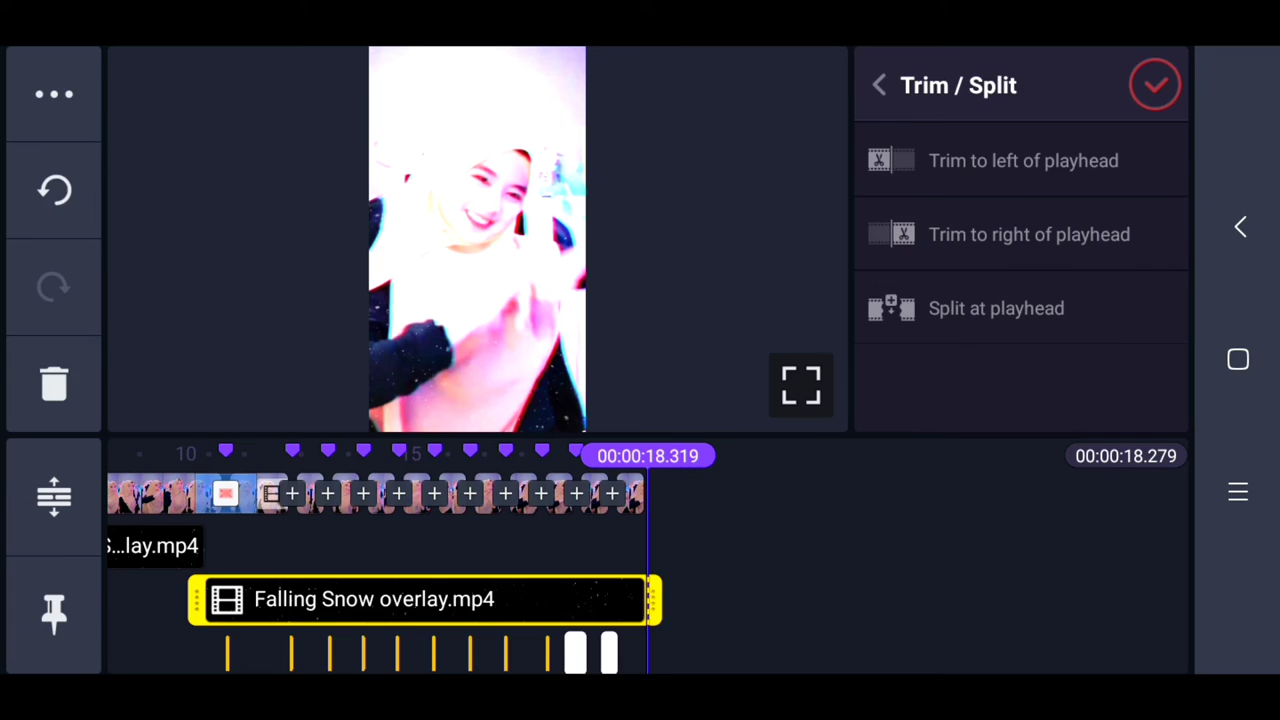 Trim / Split
Trim to left of playhead
Trim to right of playhead
Split at playhead
10
15
00:00:18.319
00:00:18.279
S...lay.mp4
Falling Snow overlay.mp4